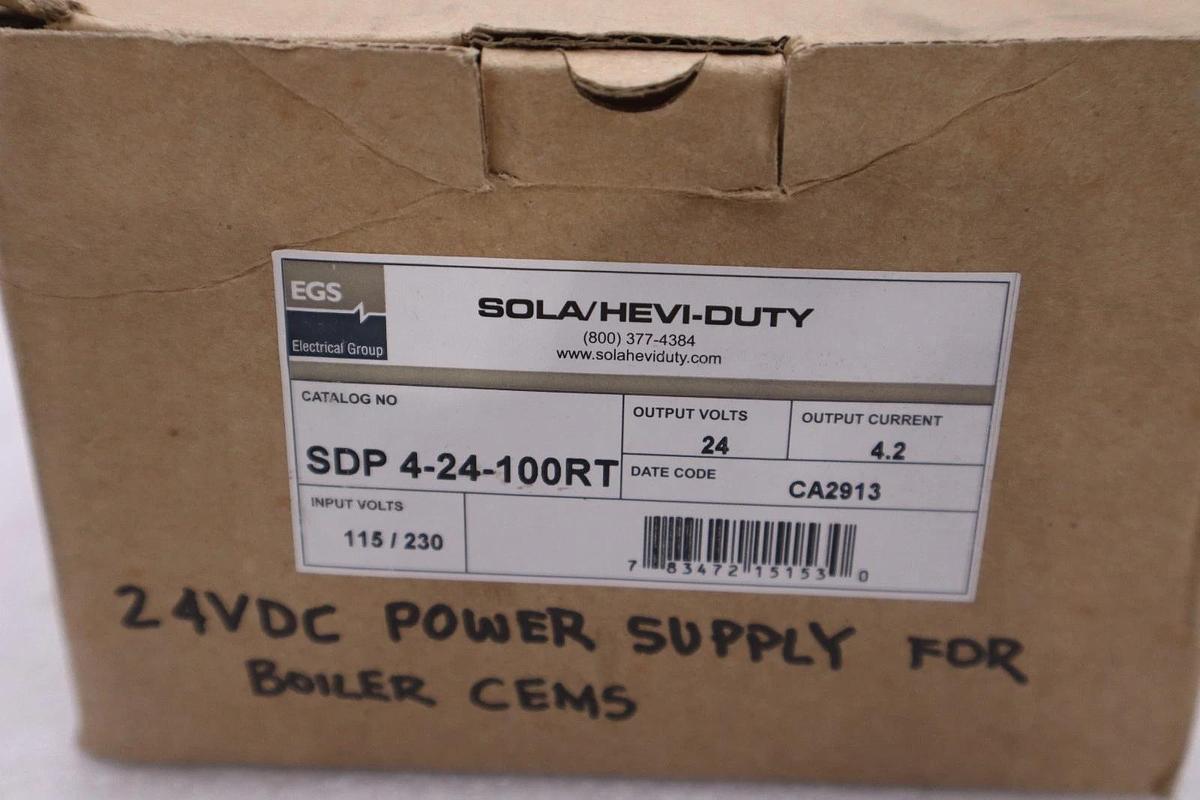 EGS
Electrical Group
SOLA/HEVI-DUTY
(800) 377-4384
www.solaheviduty.com
CATALOG NO
SDP 4-24-100RT
OUTPUT VOLTS
24
OUTPUT CURRENT
4.2
DATE CODE
CA2913
INPUT VOLTS
115 / 230
7 83472 15153 0
24VDC POWER SUPPLY FOR
BOILER CEMS